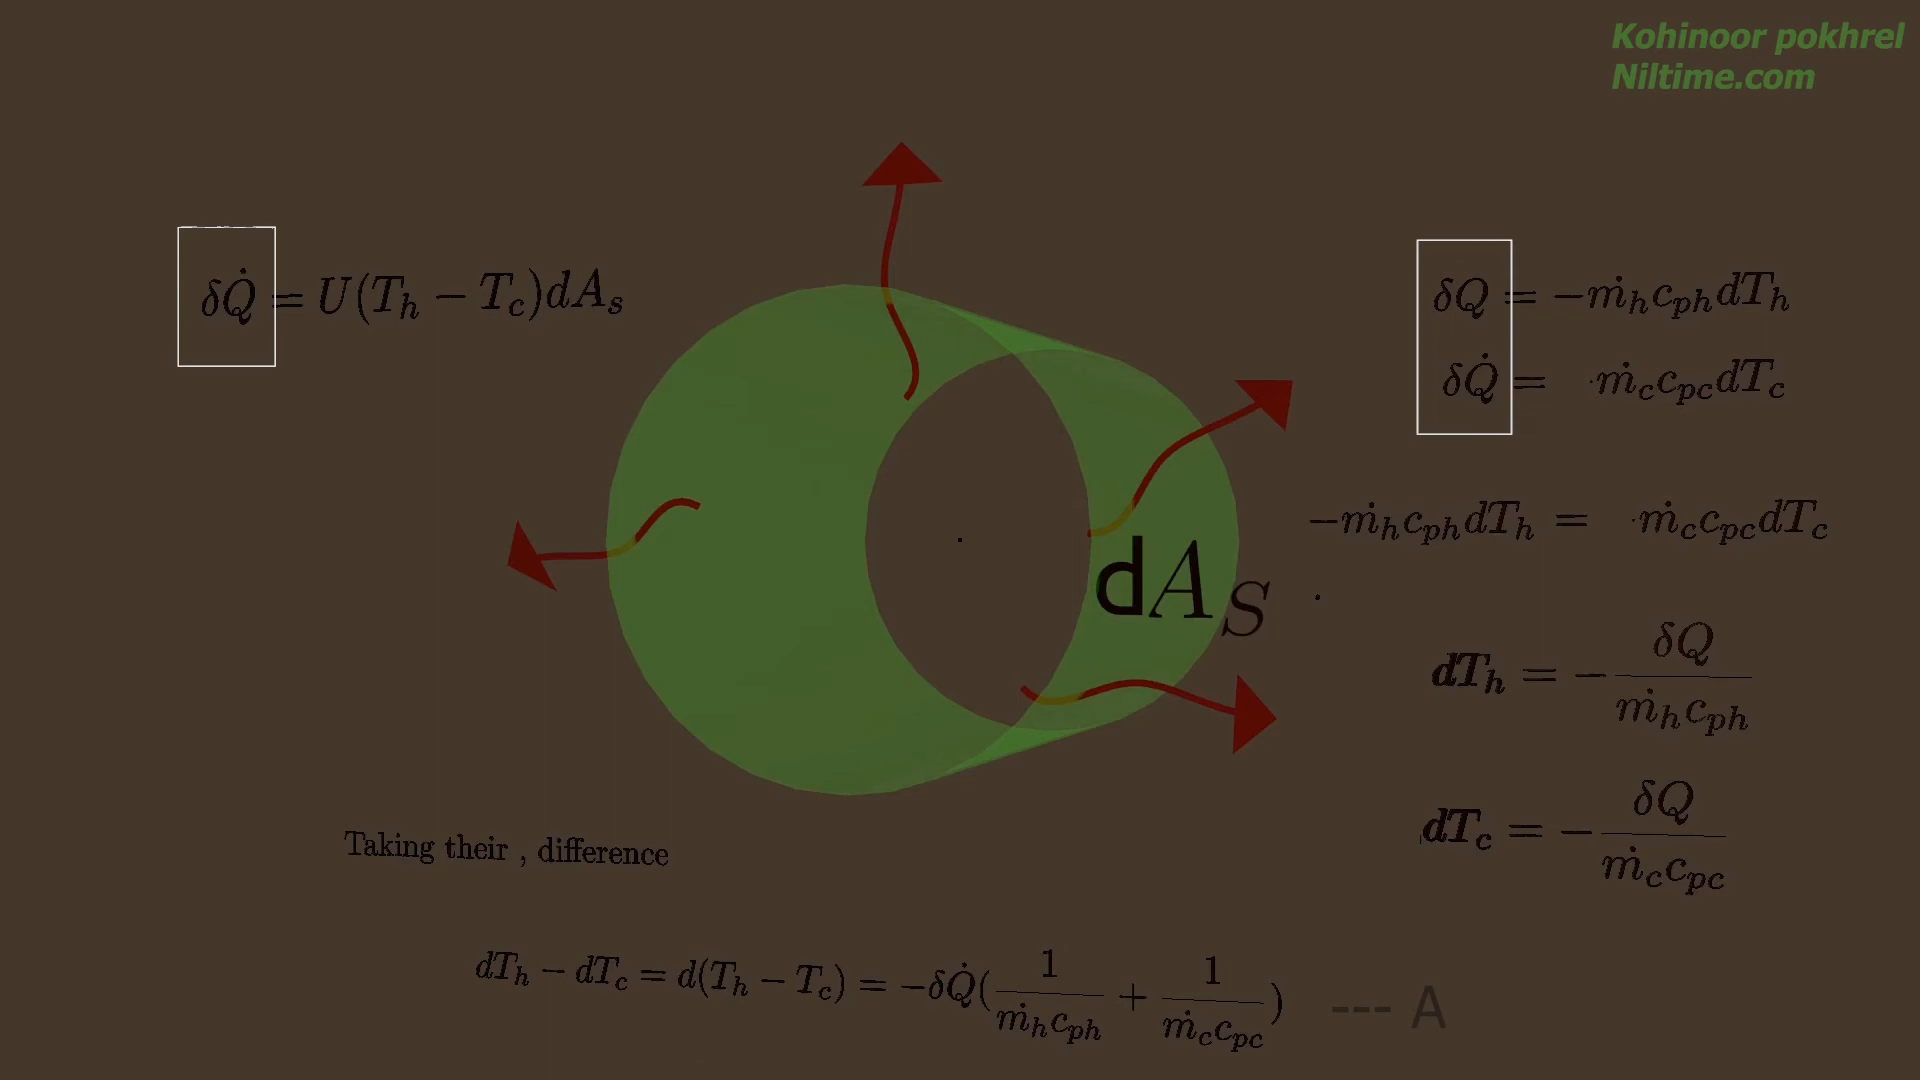 Kohinoor pokhrel
Niltime.com
δQ̇ = U(T_h − T_c)dA_s
δQ = −ṁ_h c_ph dT_h
δQ̇ = ṁ_c c_pc dT_c
−ṁ_h c_ph dT_h = ṁ_c c_pc dT_c
dA_S
dT_h = − δQ / ṁ_h c_ph
dT_c = − δQ / ṁ_c c_pc
Taking their , difference
dT_h − dT_c = d(T_h − T_c) = −δQ̇(1 / ṁ_h c_ph + 1 / ṁ_c c_pc) --- A